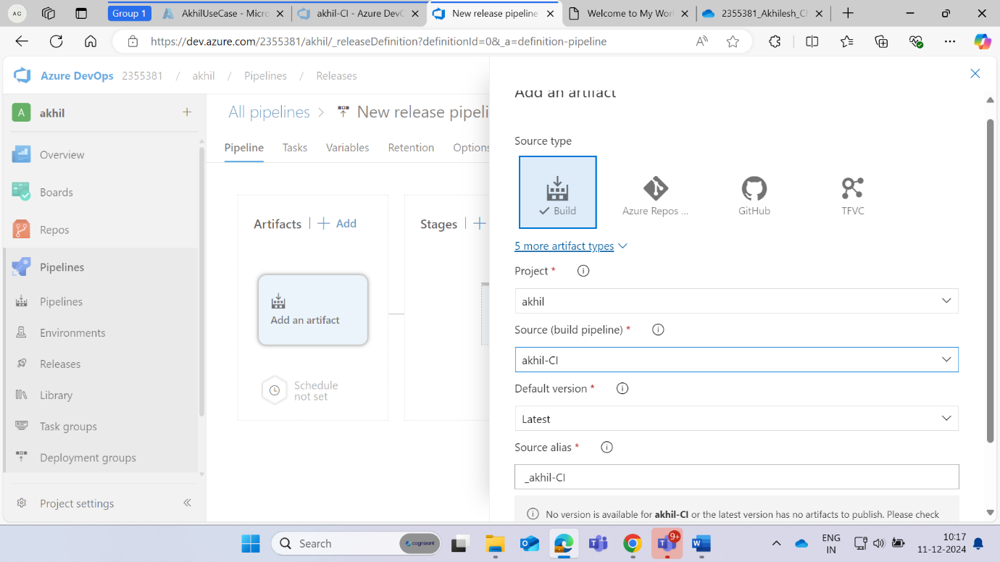 AC
Group 1
AkhilUseCase - Micro
akhil-CI - Azure DevO
New release pipeline
Welcome to My Wor
2355381_Akhilesh_Ch
https://dev.azure.com/2355381/akhil/_releaseDefinition?definitionId=0&_a=definition-pipeline
Azure DevOps 2355381 / akhil / Pipelines / Releases
A akhil
Overview
Boards
Repos
Pipelines
Pipelines
Environments
Releases
Library
Task groups
Deployment groups
Project settings
All pipelines > New release pipeli
Pipeline Tasks Variables Retention Options
Artifacts | + Add
Stages | +
Add an artifact
Schedule
not set
Add an artifact
Source type
Build
Azure Repos ...
GitHub
TFVC
5 more artifact types
Project *
akhil
Source (build pipeline) *
akhil-CI
Default version *
Latest
Source alias *
_akhil-CI
No version is available for akhil-CI or the latest version has no artifacts to publish. Please check
Search
cognizant
9+
ENG
IN
10:17
11-12-2024